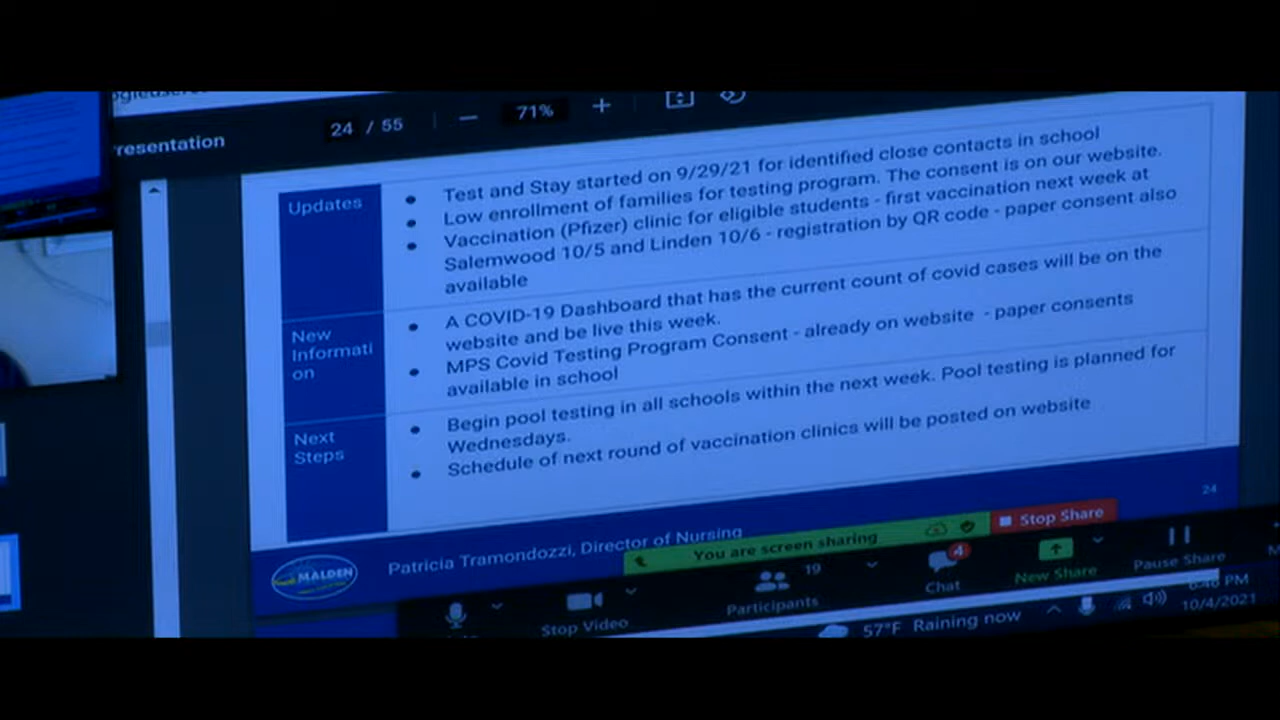 resentation
24 / 55
71%
Updates
Test and Stay started on 9/29/21 for identified close contacts in school
Low enrollment of families for testing program. The consent is on our website.
Vaccination (Pfizer) clinic for eligible students - first vaccination next week at
Salemwood 10/5 and Linden 10/6 - registration by QR code - paper consent also
available
New
Informati
on
A COVID-19 Dashboard that has the current count of covid cases will be on the
website and be live this week.
MPS Covid Testing Program Consent - already on website - paper consents
available in school
Next
Steps
Begin pool testing in all schools within the next week. Pool testing is planned for
Wednesdays.
Schedule of next round of vaccination clinics will be posted on website
24
MALDEN
Patricia Tramondozzi, Director of Nursing
You are screen sharing
Stop Share
Stop Video
19
Participants
4
Chat
New Share
Pause Share
57°F Raining now
PM
10/4/2021